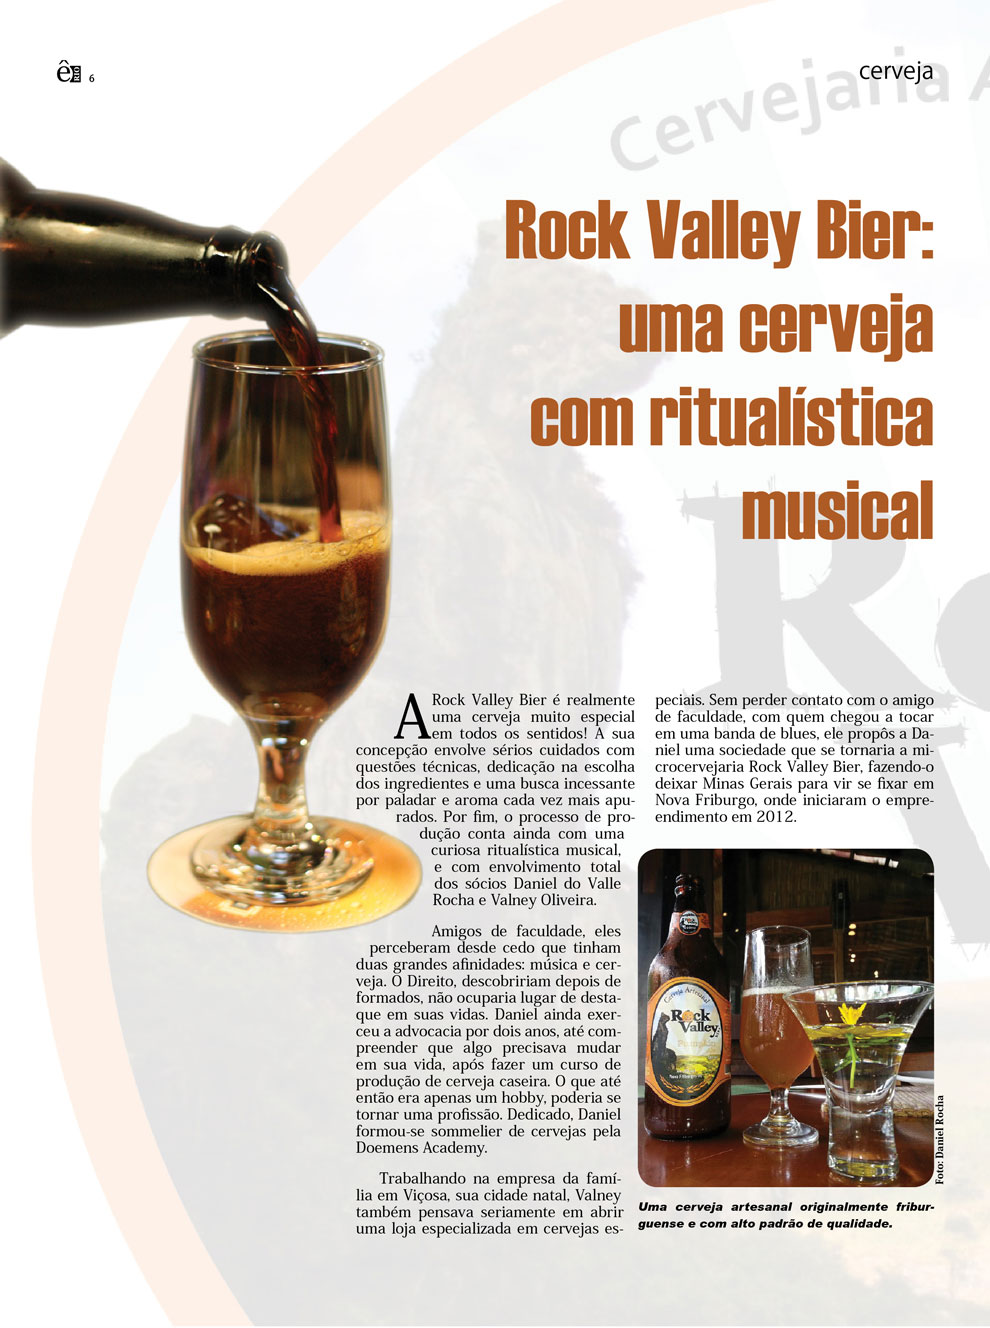 ê RIO 6
cerveja
Cervejaria A
Rock Valley Bier:
uma cerveja
com ritualística
musical
A Rock Valley Bier é realmente
uma cerveja muito especial
em todos os sentidos! A sua
concepção envolve sérios cuidados com
questões técnicas, dedicação na escolha
dos ingredientes e uma busca incessante
por paladar e aroma cada vez mais apu-
rados. Por fim, o processo de pro-
dução conta ainda com uma
curiosa ritualística musical,
e com envolvimento total
dos sócios Daniel do Valle
Rocha e Valney Oliveira.
Amigos de faculdade, eles
perceberam desde cedo que tinham
duas grandes afinidades: música e cer-
veja. O Direito, descobririam depois de
formados, não ocuparia lugar de desta-
que em suas vidas. Daniel ainda exer-
ceu a advocacia por dois anos, até com-
preender que algo precisava mudar
em sua vida, após fazer um curso de
produção de cerveja caseira. O que até
então era apenas um hobby, poderia se
tornar uma profissão. Dedicado, Daniel
formou-se sommelier de cervejas pela
Doemens Academy.
Trabalhando na empresa da famí-
lia em Viçosa, sua cidade natal, Valney
também pensava seriamente em abrir
uma loja especializada em cervejas es-
peciais. Sem perder contato com o amigo
de faculdade, com quem chegou a tocar
em uma banda de blues, ele propôs a Da-
niel uma sociedade que se tornaria a mi-
crocervejaria Rock Valley Bier, fazendo-o
deixar Minas Gerais para vir se fixar em
Nova Friburgo, onde iniciaram o empre-
endimento em 2012.
Cerveja Artesanal
Rock
Valley
Pumpkin
Nova Friburgo
Foto: Daniel Rocha
Uma cerveja artesanal originalmente fribur-
guense e com alto padrão de qualidade.